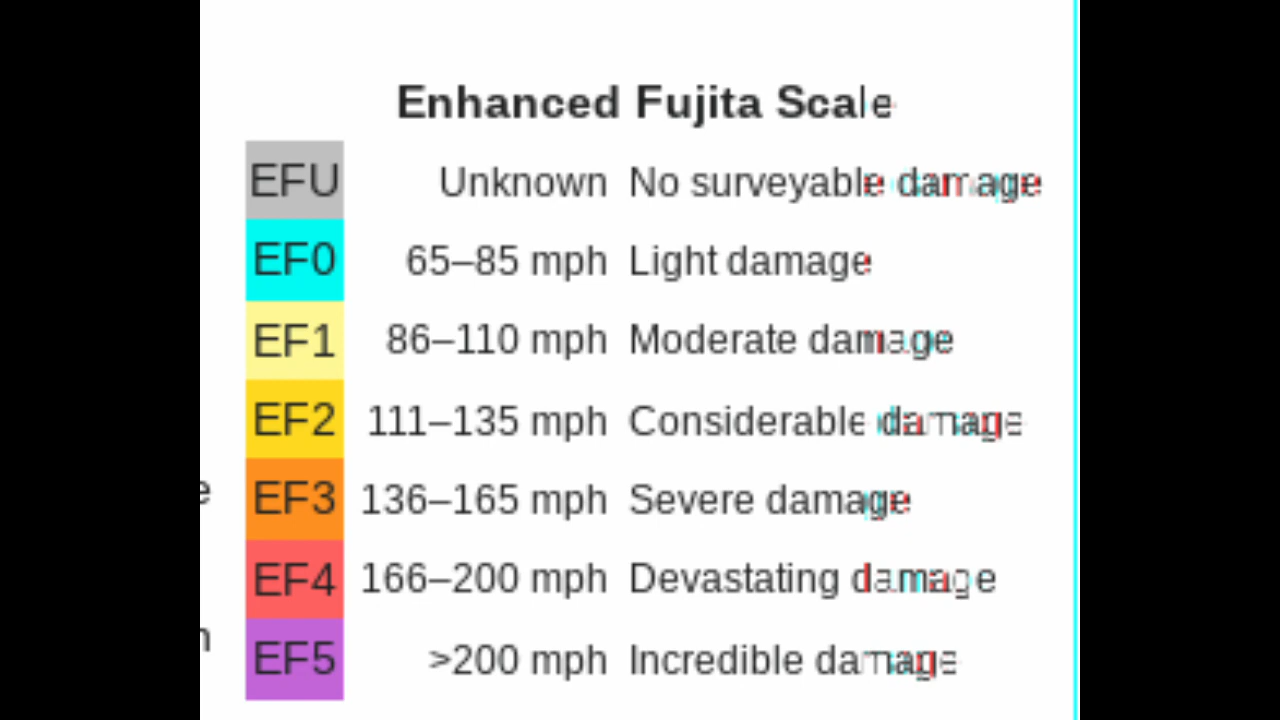 Enhanced Fujita Scale
EFU Unknown No surveyable damage
EF0 65–85 mph Light damage
EF1 86–110 mph Moderate damage
EF2 111–135 mph Considerable damage
EF3 136–165 mph Severe damage
EF4 166–200 mph Devastating damage
EF5 >200 mph Incredible damage